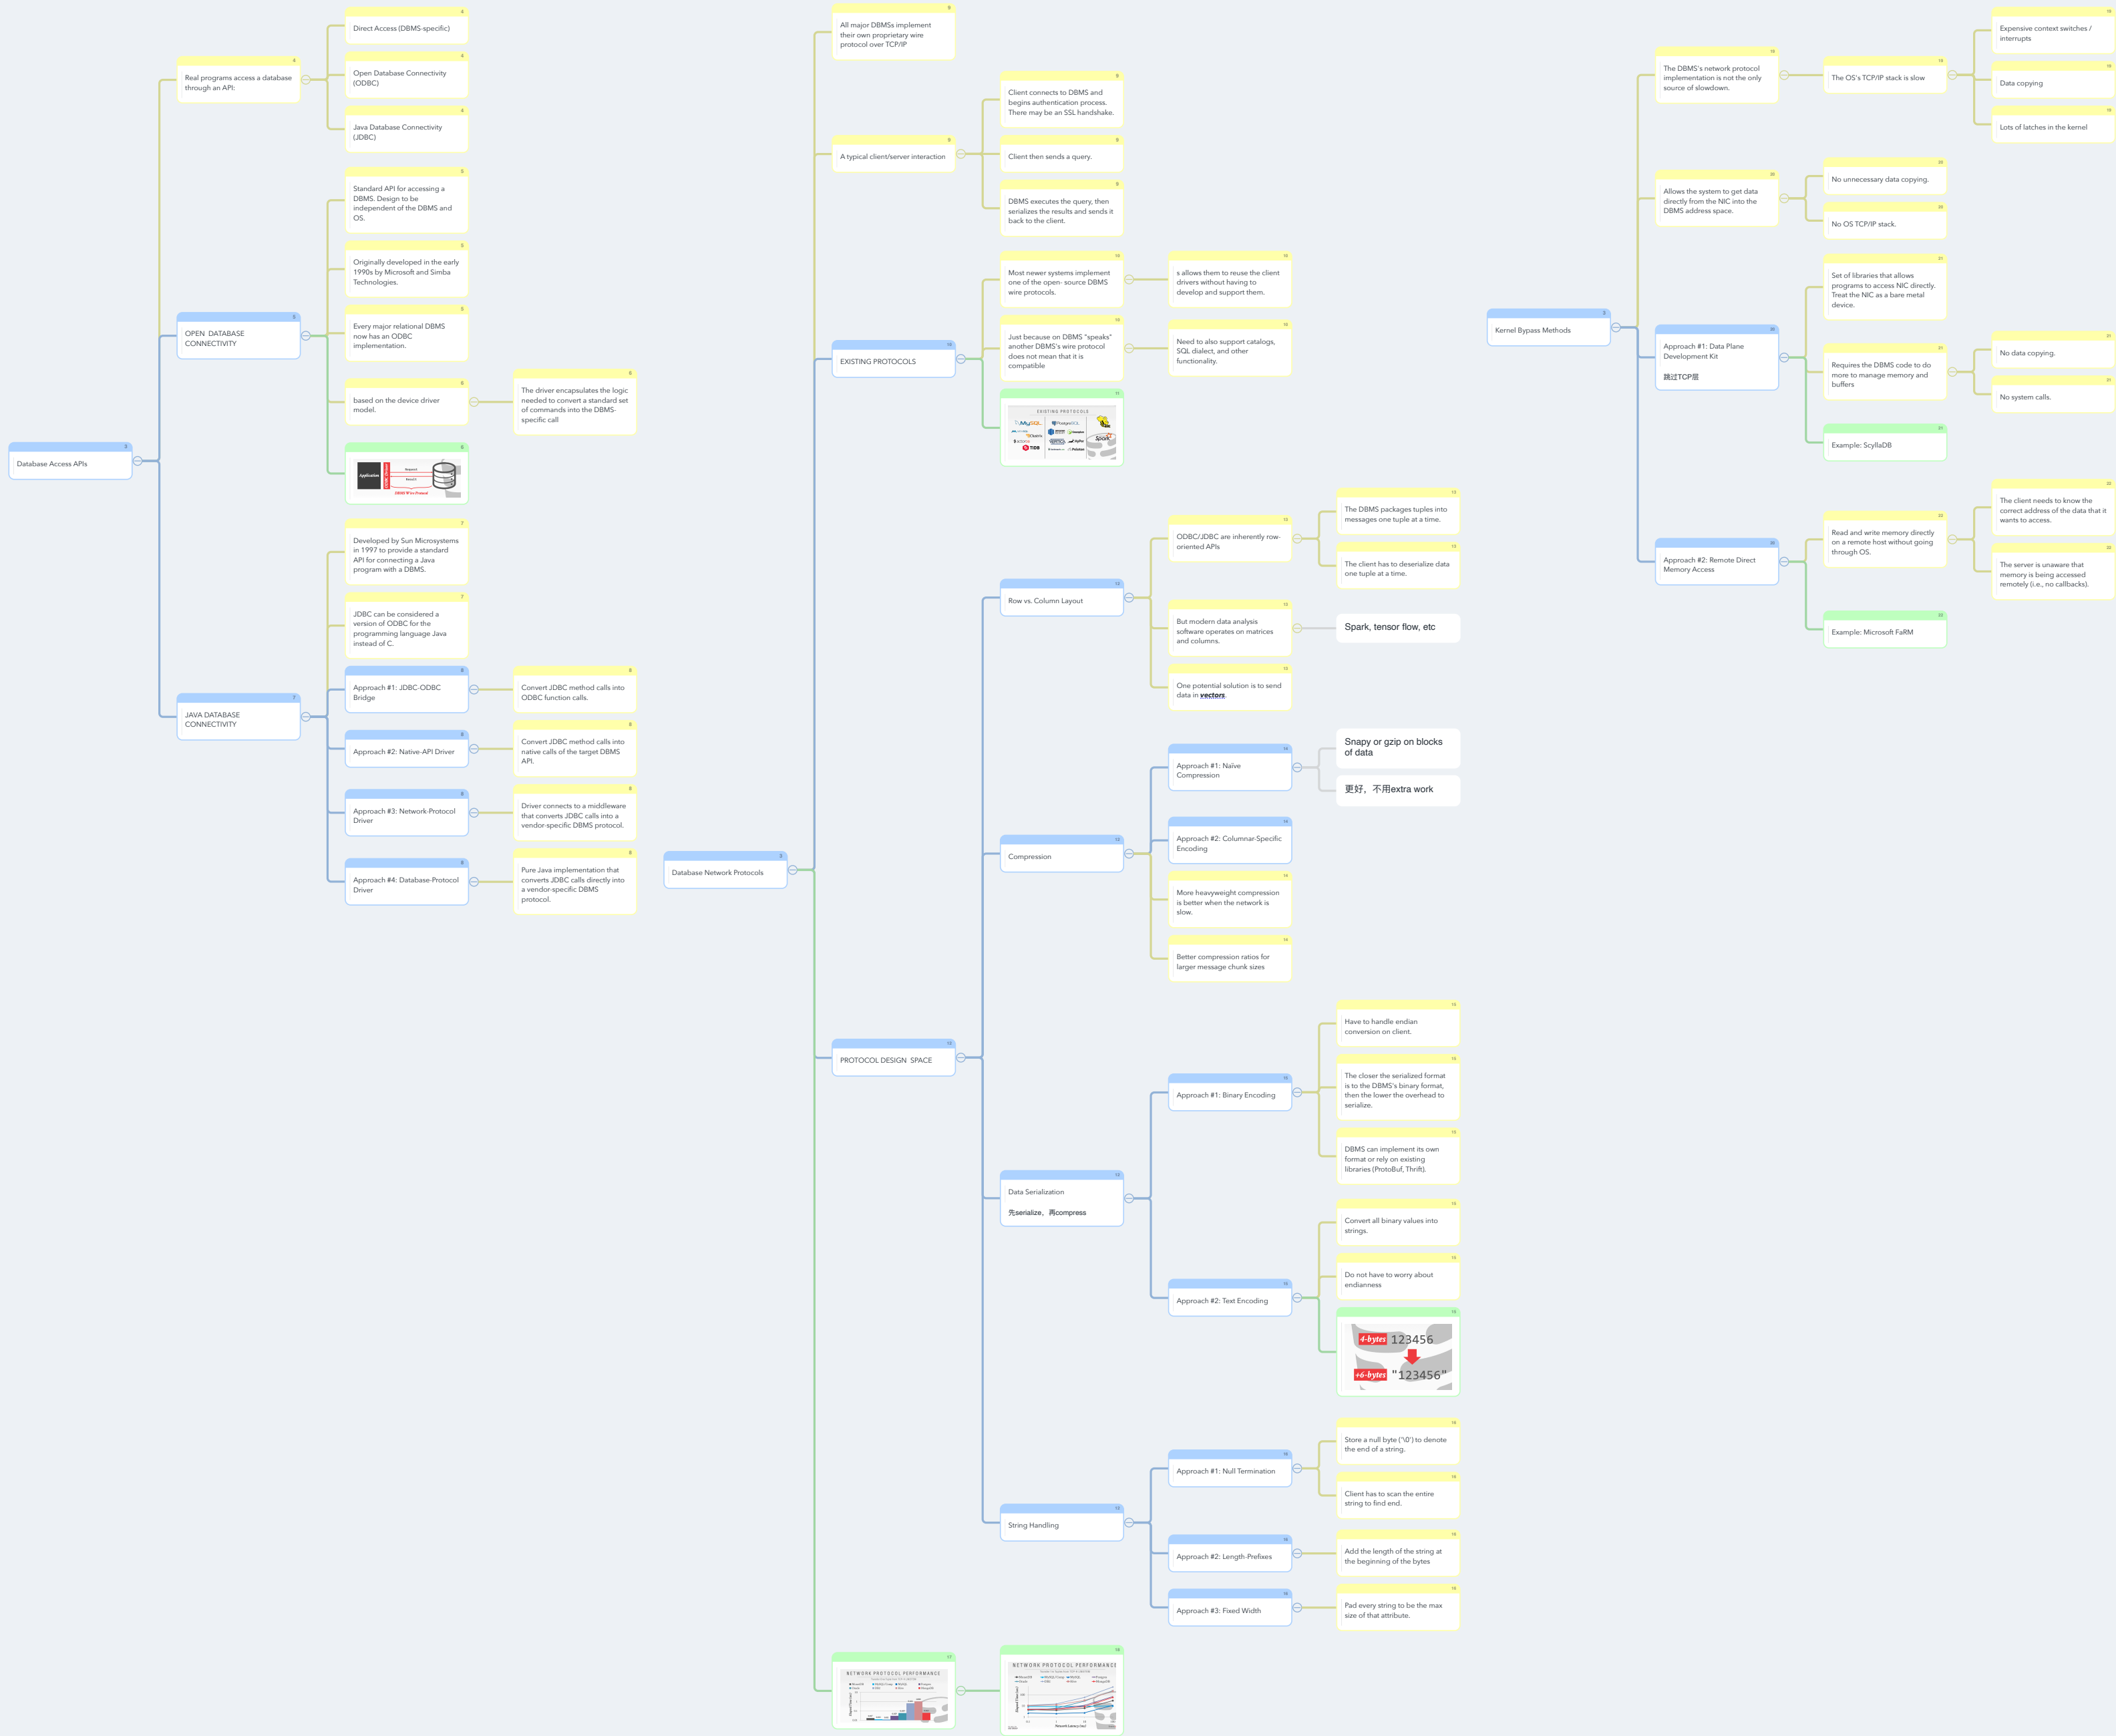 Database Access APIs
Real programs access a database
through an API:
Direct Access (DBMS-specific)
Open Database Connectivity
(ODBC)
Java Database Connectivity
(JDBC)
OPEN DATABASE
CONNECTIVITY
Standard API for accessing a
DBMS. Design to be
independent of the DBMS and
OS.
Originally developed in the early
1990s by Microsoft and Simba
Technologies.
Every major relational DBMS
now has an ODBC
implementation.
based on the device driver
model.
The driver encapsulates the logic
needed to convert a standard set
of commands into the DBMS-
specific call
Application
Request
Result
DBMS Wire Protocol
JAVA DATABASE
CONNECTIVITY
Developed by Sun Microsystems
in 1997 to provide a standard
API for connecting a Java
program with a DBMS.
JDBC can be considered a
version of ODBC for the
programming language Java
instead of C.
Approach #1: JDBC-ODBC
Bridge
Convert JDBC method calls into
ODBC function calls.
Approach #2: Native-API Driver
Convert JDBC method calls into
native calls of the target DBMS
API.
Approach #3: Network-Protocol
Driver
Driver connects to a middleware
that converts JDBC calls into a
vendor-specific DBMS protocol.
Approach #4: Database-Protocol
Driver
Pure Java implementation that
converts JDBC calls directly into
a vendor-specific DBMS
protocol.
Database Network Protocols
All major DBMSs implement
their own proprietary wire
protocol over TCP/IP
A typical client/server interaction
Client connects to DBMS and
begins authentication process.
There may be an SSL handshake.
Client then sends a query.
DBMS executes the query, then
serializes the results and sends it
back to the client.
EXISTING PROTOCOLS
Most newer systems implement
one of the open- source DBMS
wire protocols.
s allows them to reuse the client
drivers without having to
develop and support them.
Just because on DBMS "speaks"
another DBMS's wire protocol
does not mean that it is
compatible
Need to also support catalogs,
SQL dialect, and other
functionality.
EXISTING PROTOCOLS
MySQL
PostgreSQL
TiDB
Spark
PROTOCOL DESIGN SPACE
Row vs. Column Layout
ODBC/JDBC are inherently row-
oriented APIs
The DBMS packages tuples into
messages one tuple at a time.
The client has to deserialize data
one tuple at a time.
But modern data analysis
software operates on matrices
and columns.
Spark, tensor flow, etc
One potential solution is to send
data in vectors.
Compression
Approach #1: Naïve
Compression
Snapy or gzip on blocks
of data
更好，不用extra work
Approach #2: Columnar-Specific
Encoding
More heavyweight compression
is better when the network is
slow.
Better compression ratios for
larger message chunk sizes
Data Serialization
先serialize，再compress
Approach #1: Binary Encoding
Have to handle endian
conversion on client.
The closer the serialized format
is to the DBMS's binary format,
then the lower the overhead to
serialize.
DBMS can implement its own
format or rely on existing
libraries (ProtoBuf, Thrift).
Approach #2: Text Encoding
Convert all binary values into
strings.
Do not have to worry about
endianness
4-bytes 123456
+6-bytes "123456"
String Handling
Approach #1: Null Termination
Store a null byte ('\0') to denote
the end of a string.
Client has to scan the entire
string to find end.
Approach #2: Length-Prefixes
Add the length of the string at
the beginning of the bytes
Approach #3: Fixed Width
Pad every string to be the max
size of that attribute.
NETWORK PROTOCOL PERFORMANCE
NETWORK PROTOCOL PERFORMANCE
Kernel Bypass Methods
The DBMS's network protocol
implementation is not the only
source of slowdown.
The OS's TCP/IP stack is slow
Expensive context switches /
interrupts
Data copying
Lots of latches in the kernel
Allows the system to get data
directly from the NIC into the
DBMS address space.
No unnecessary data copying.
No OS TCP/IP stack.
Approach #1: Data Plane
Development Kit
跳过TCP层
Set of libraries that allows
programs to access NIC directly.
Treat the NIC as a bare metal
device.
Requires the DBMS code to do
more to manage memory and
buffers
No data copying.
No system calls.
Example: ScyllaDB
Approach #2: Remote Direct
Memory Access
Read and write memory directly
on a remote host without going
through OS.
The client needs to know the
correct address of the data that it
wants to access.
The server is unaware that
memory is being accessed
remotely (i.e., no callbacks).
Example: Microsoft FaRM